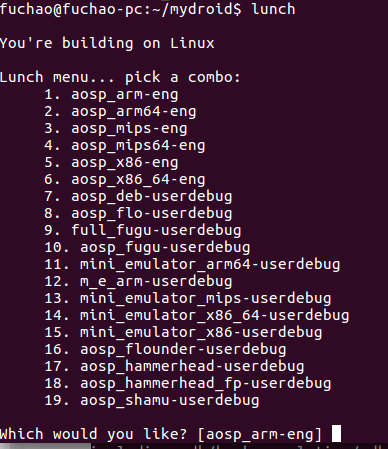 fuchao@fuchao-pc:~/mydroid$ lunch
You're building on Linux
Lunch menu... pick a combo:
1. aosp_arm-eng
2. aosp_arm64-eng
3. aosp_mips-eng
4. aosp_mips64-eng
5. aosp_x86-eng
6. aosp_x86_64-eng
7. aosp_deb-userdebug
8. aosp_flo-userdebug
9. full_fugu-userdebug
10. aosp_fugu-userdebug
11. mini_emulator_arm64-userdebug
12. m_e_arm-userdebug
13. mini_emulator_mips-userdebug
14. mini_emulator_x86_64-userdebug
15. mini_emulator_x86-userdebug
16. aosp_flounder-userdebug
17. aosp_hammerhead-userdebug
18. aosp_hammerhead_fp-userdebug
19. aosp_shamu-userdebug
Which would you like? [aosp_arm-eng]